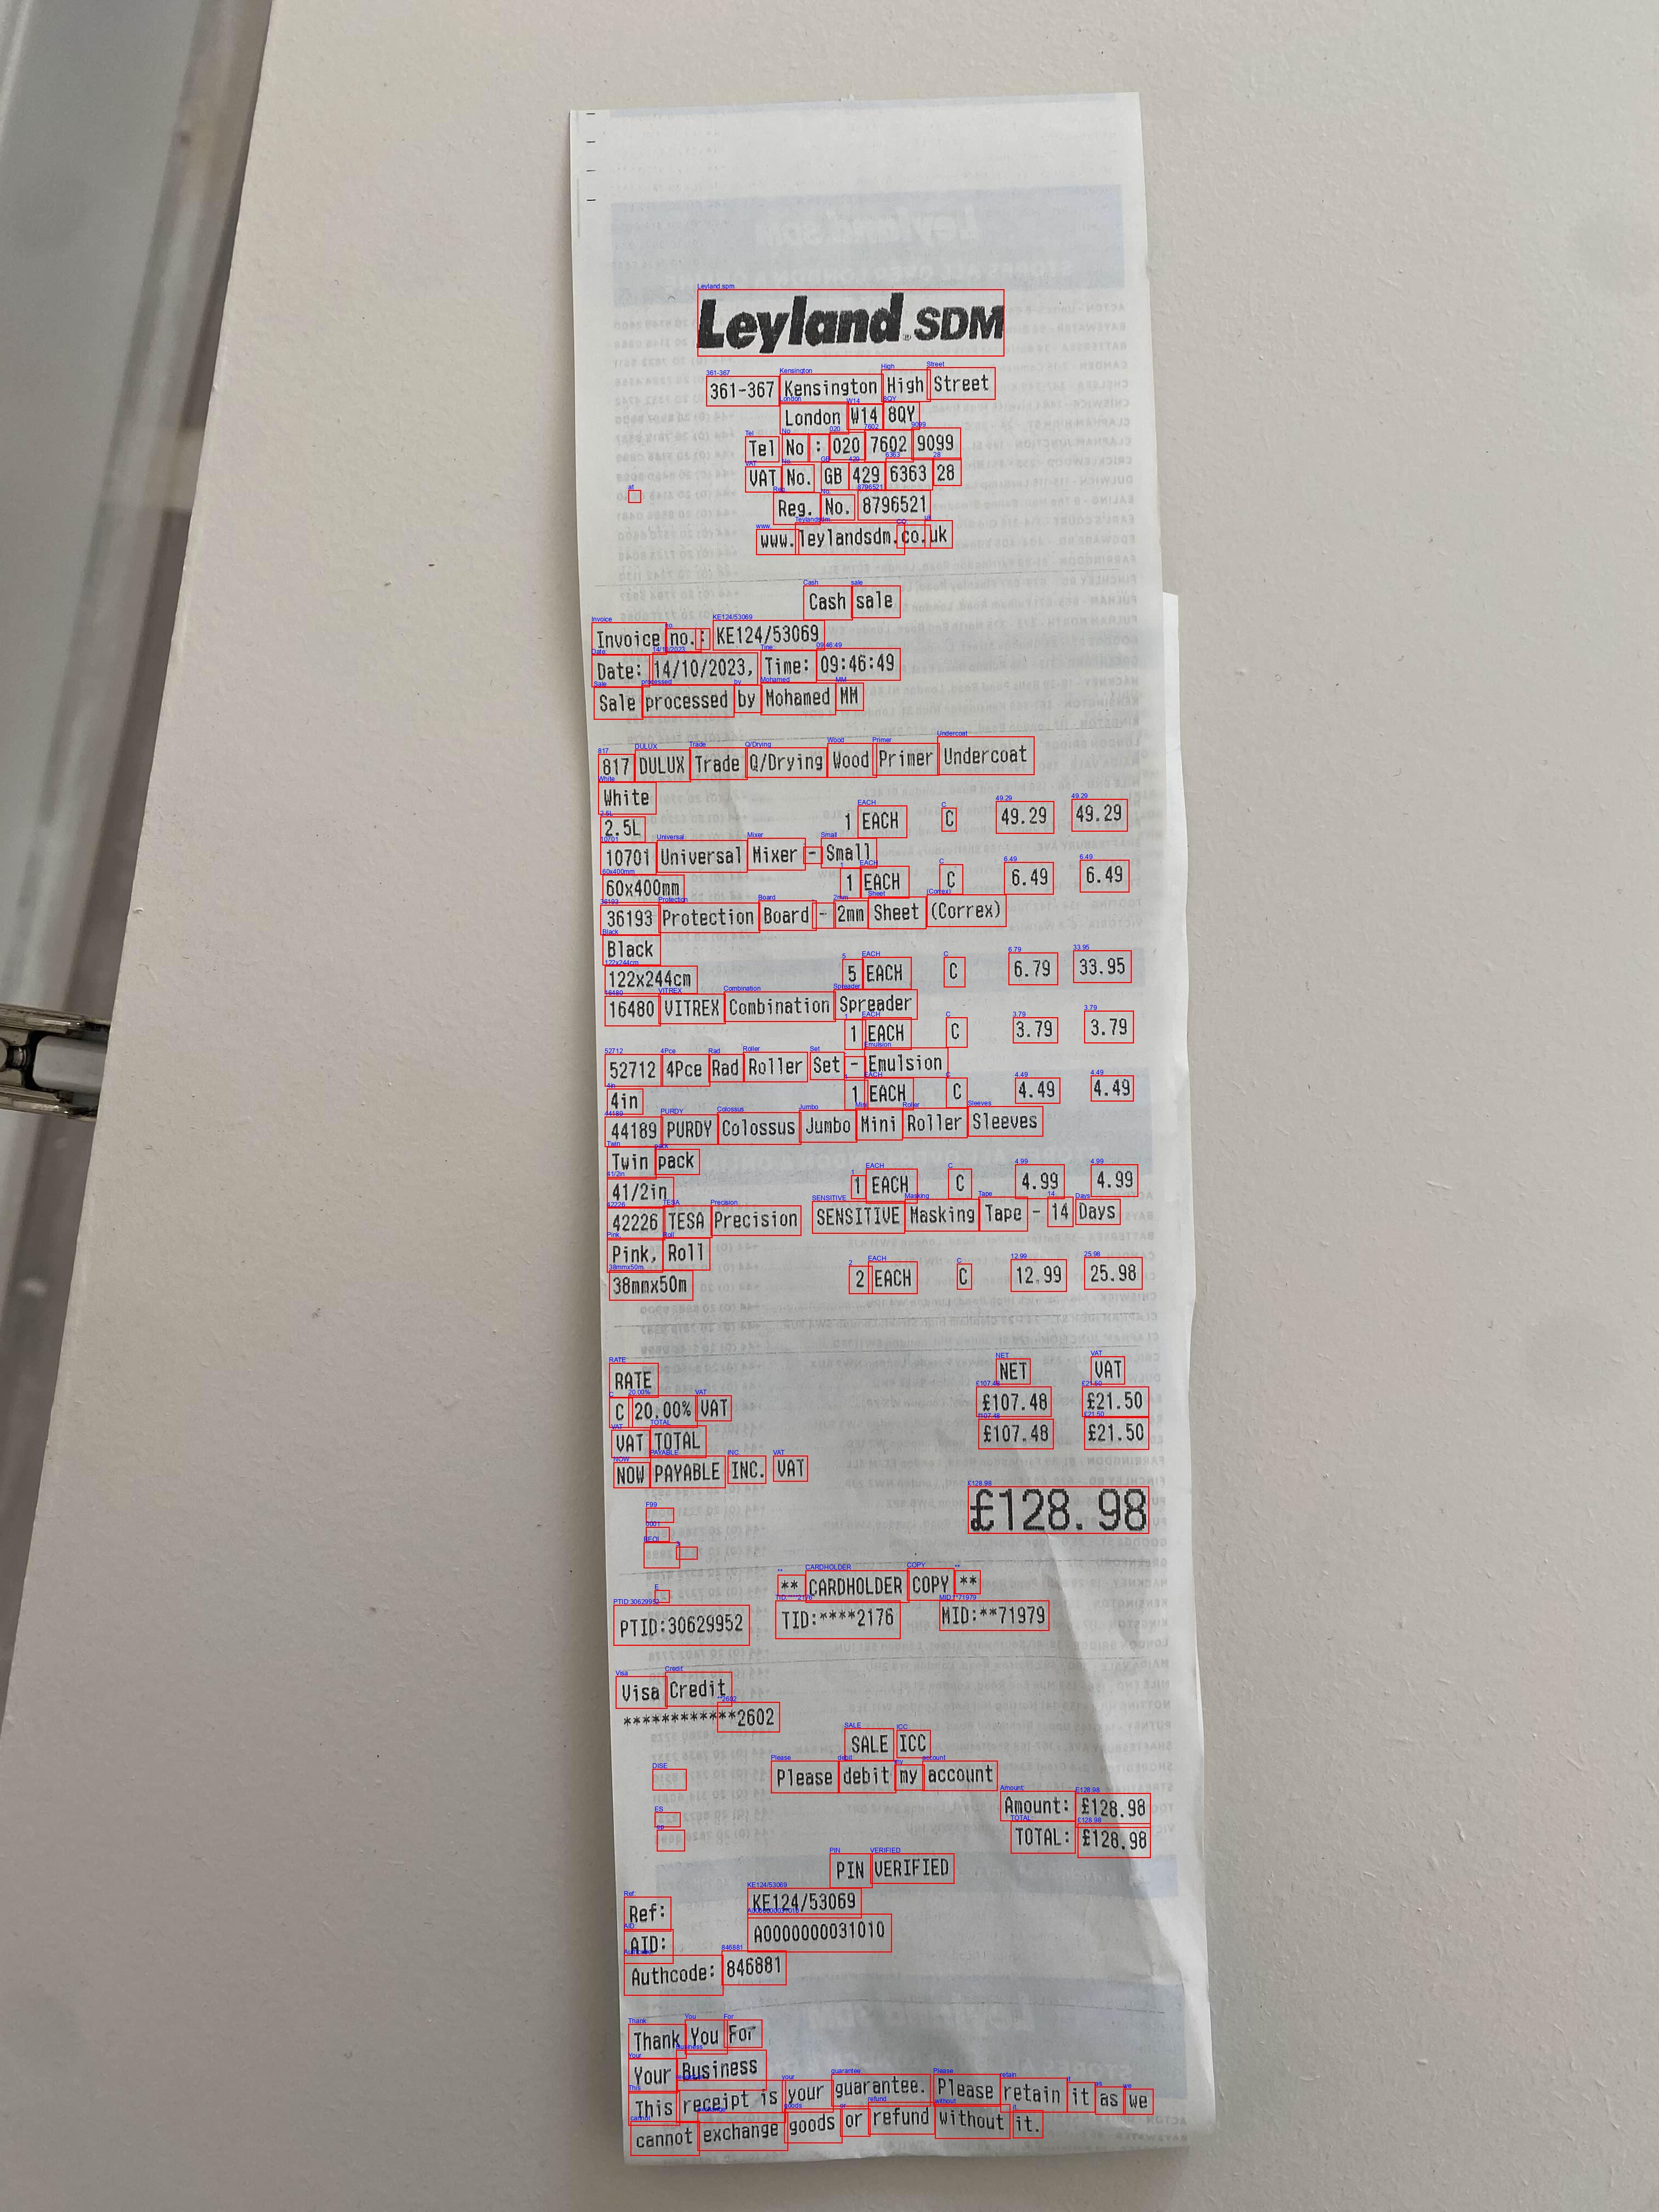 Leyland SDM
361-367 Kensington High Street
London W14 8QY
Tel No : 020 7602 9099
VAT No. GB 429 6363 28
Reg. No. 8796521
www.leylandsdm.co.uk
Cash sale
Invoice no.: KE124/53069
Date: 14/10/2023, Time: 09:46:49
Sale processed by Mohamed MM
817 DULUX Trade Q/Drying Wood Primer Undercoat
White
2.5L 1 EACH C 49.29 49.29
10701 Universal Mixer - Small
60x400mm 1 EACH C 6.49 6.49
36193 Protection Board - 2mm Sheet (Correx)
Black
122x244cm 5 EACH C 6.79 33.95
16480 VITREX Combination Spreader
1 EACH C 3.79 3.79
52712 4Pce Rad Roller Set - Emulsion
4in 1 EACH C 4.49 4.49
44189 PURDY Colossus Jumbo Mini Roller Sleeves
Twin pack
41/2in 1 EACH C 4.99 4.99
42226 TESA Precision SENSITIVE Masking Tape - 14 Days
Pink, Roll
38mmx50m 2 EACH C 12.99 25.98
RATE NET VAT
C 20.00% VAT £107.48 £21.50
VAT TOTAL £107.48 £21.50
NOW PAYABLE INC. VAT
£128.98
** CARDHOLDER COPY **
PTID:30629952 TID:****2176 MID:**71979
Visa Credit
************2602
SALE ICC
Please debit my account
Amount: £128.98
TOTAL: £128.98
PIN VERIFIED
Ref: KE124/53069
AID: A0000000031010
Authcode: 846881
Thank You For
Your Business
This receipt is your guarantee. Please retain it as we
cannot exchange goods or refund without it.